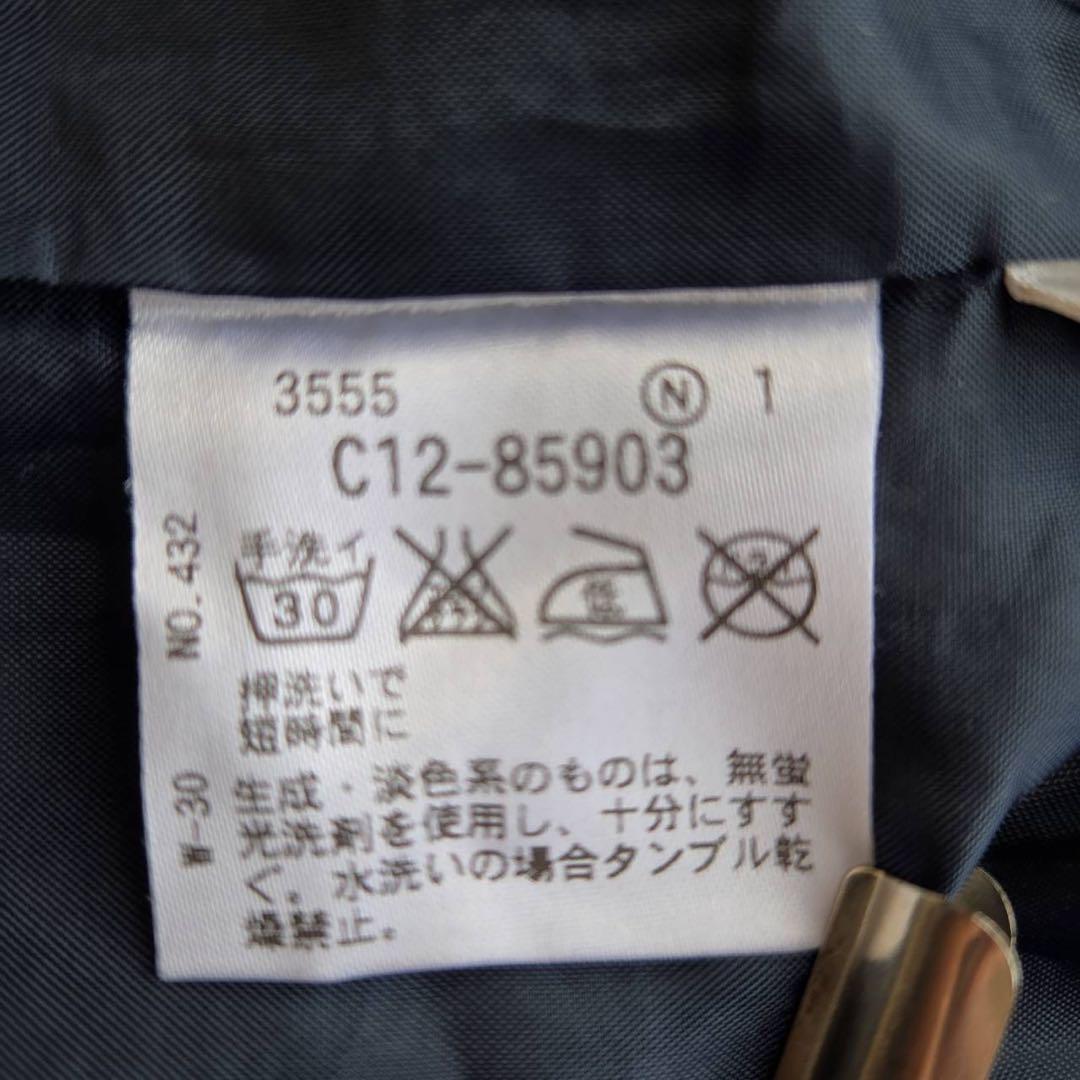 3555 Ⓝ 1
C12-85903
NO.432
手洗イ
30
低
押洗いで
短時間に
W-30
生成・淡色系のものは、無蛍
光洗剤を使用し、十分にすす
ぐ。水洗いの場合タンブル乾
燥禁止。